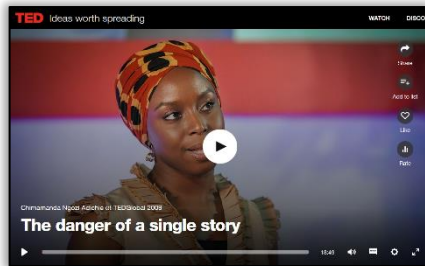 TED Ideas worth spreading
WATCH DISCO
Share
Add to list
Like
Rate
Chimamanda Ngozi Adichie at TEDGlobal 2009
The danger of a single story
18:43